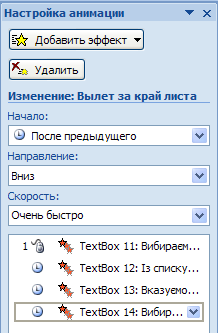 Настройка анимации
Добавить эффект
Удалить
Изменение: Вылет за край листа
Начало:
После предыдущего
Направление:
Вниз
Скорость:
Очень быстро
1 TextBox 11: Вибираем...
TextBox 12: Із списку...
TextBox 13: Вказуємо...
TextBox 14: Вибир...